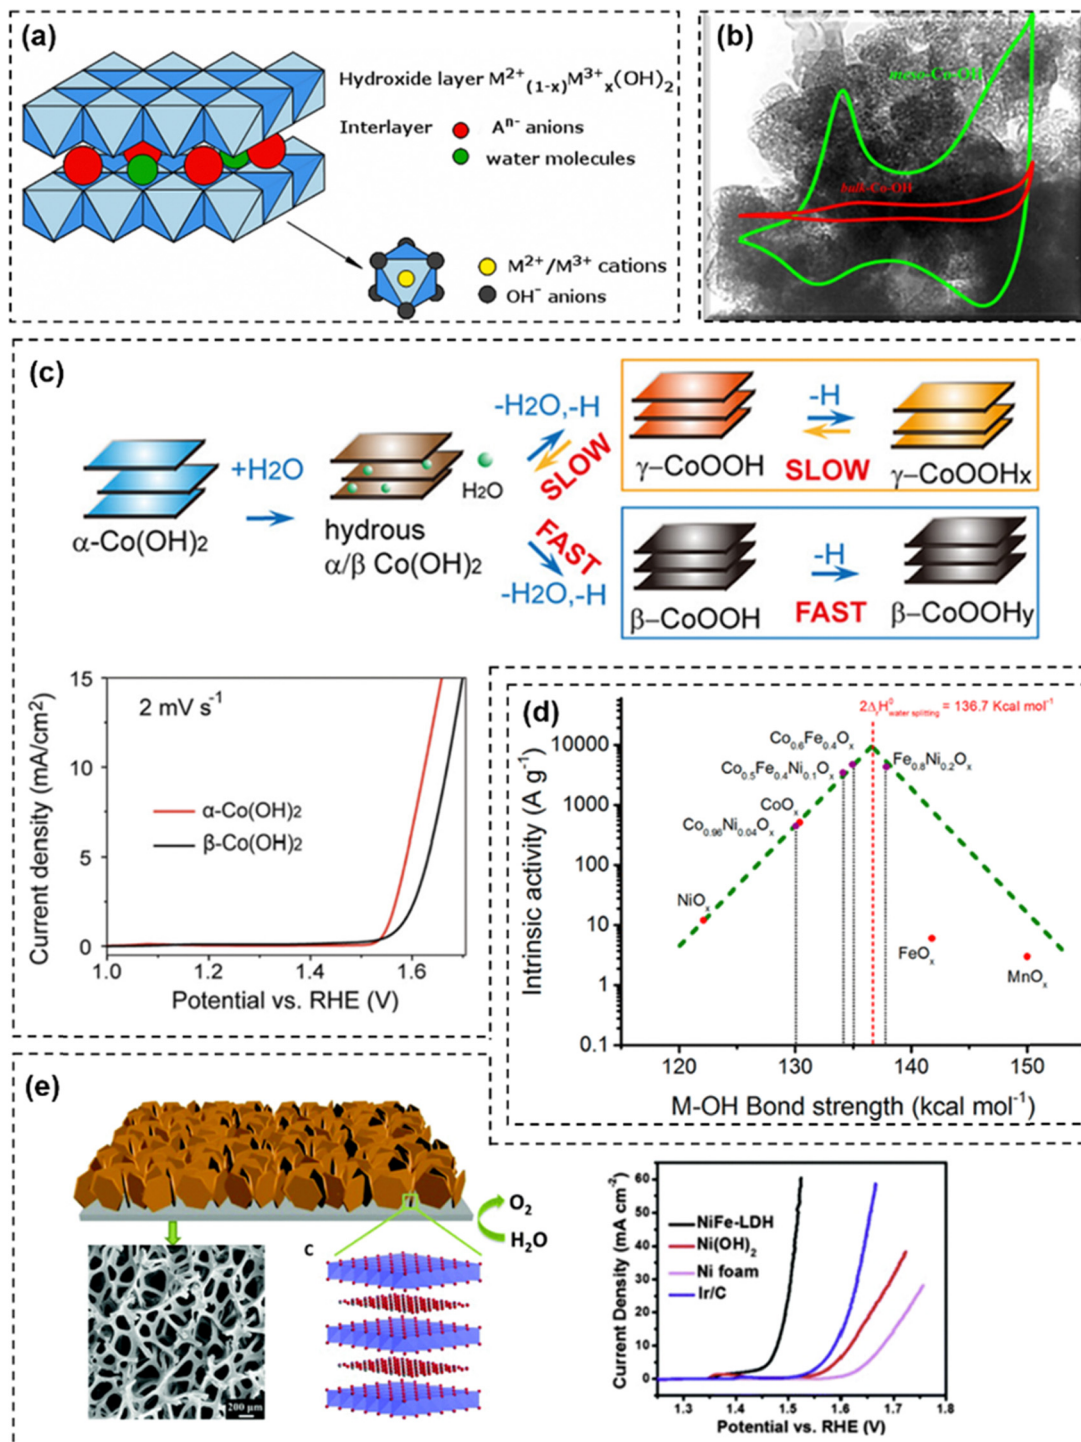 (a)
Hydroxide layer M²⁺₍₁₋ₓ₎M³⁺ₓ(OH)₂
Interlayer
Aⁿ⁻ anions
water molecules
M²⁺/M³⁺ cations
OH⁻ anions
(b)
meso-Co-OH
bulk-Co-OH
(c)
α-Co(OH)2
+H2O
hydrous
α/β Co(OH)2
H2O
-H2O,-H
SLOW
FAST
-H2O,-H
γ-CoOOH
-H
SLOW
γ-CoOOHx
β-CoOOH
-H
FAST
β-CoOOHy
Current density (mA/cm2)
15
10
5
0
2 mV s⁻¹
α-Co(OH)2
β-Co(OH)2
1.0
1.2
1.4
1.6
Potential vs. RHE (V)
(d)
2ΔᵣH⁰water splitting = 136.7 Kcal mol⁻¹
Intrinsic activity (A g⁻¹)
10000
1000
100
10
1
0.1
Co₀.₆Fe₀.₄Oₓ
Co₀.₅Fe₀.₄Ni₀.₁Oₓ
Fe₀.₈Ni₀.₂Oₓ
CoOₓ
Co₀.₉₆Ni₀.₀₄Oₓ
NiOₓ
FeOₓ
MnOₓ
120
130
140
150
M-OH Bond strength (kcal mol⁻¹)
(e)
O₂
H₂O
C
200 μm
Current Density (mA cm⁻²)
60
50
40
30
20
10
0
NiFe-LDH
Ni(OH)₂
Ni foam
Ir/C
1.3
1.4
1.5
1.6
1.7
1.8
Potential vs. RHE (V)